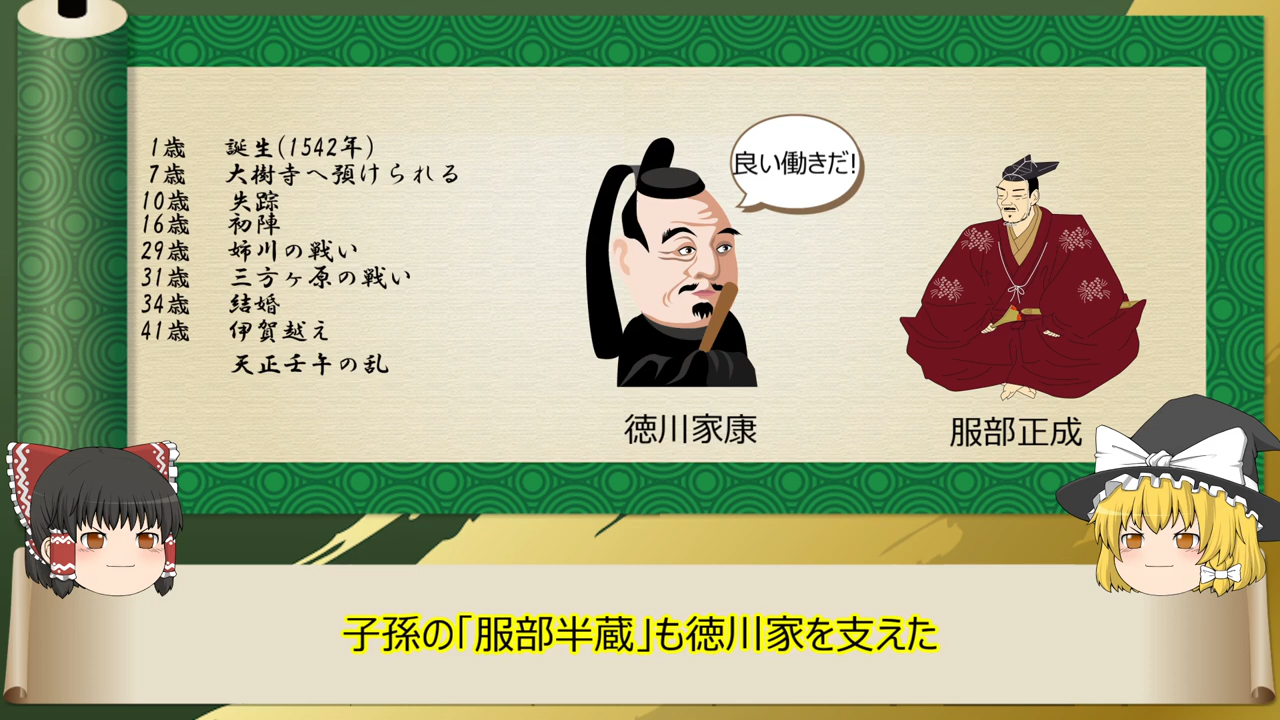 1歳 誕生(1542年)
7歳 大樹寺へ預けられる
10歳 失踪
16歳 初陣
29歳 姉川の戦い
31歳 三方ヶ原の戦い
34歳 結婚
41歳 伊賀越え
天正壬午の乱
良い働きだ!
徳川家康
服部正成
子孫の「服部半蔵」も徳川家を支えた